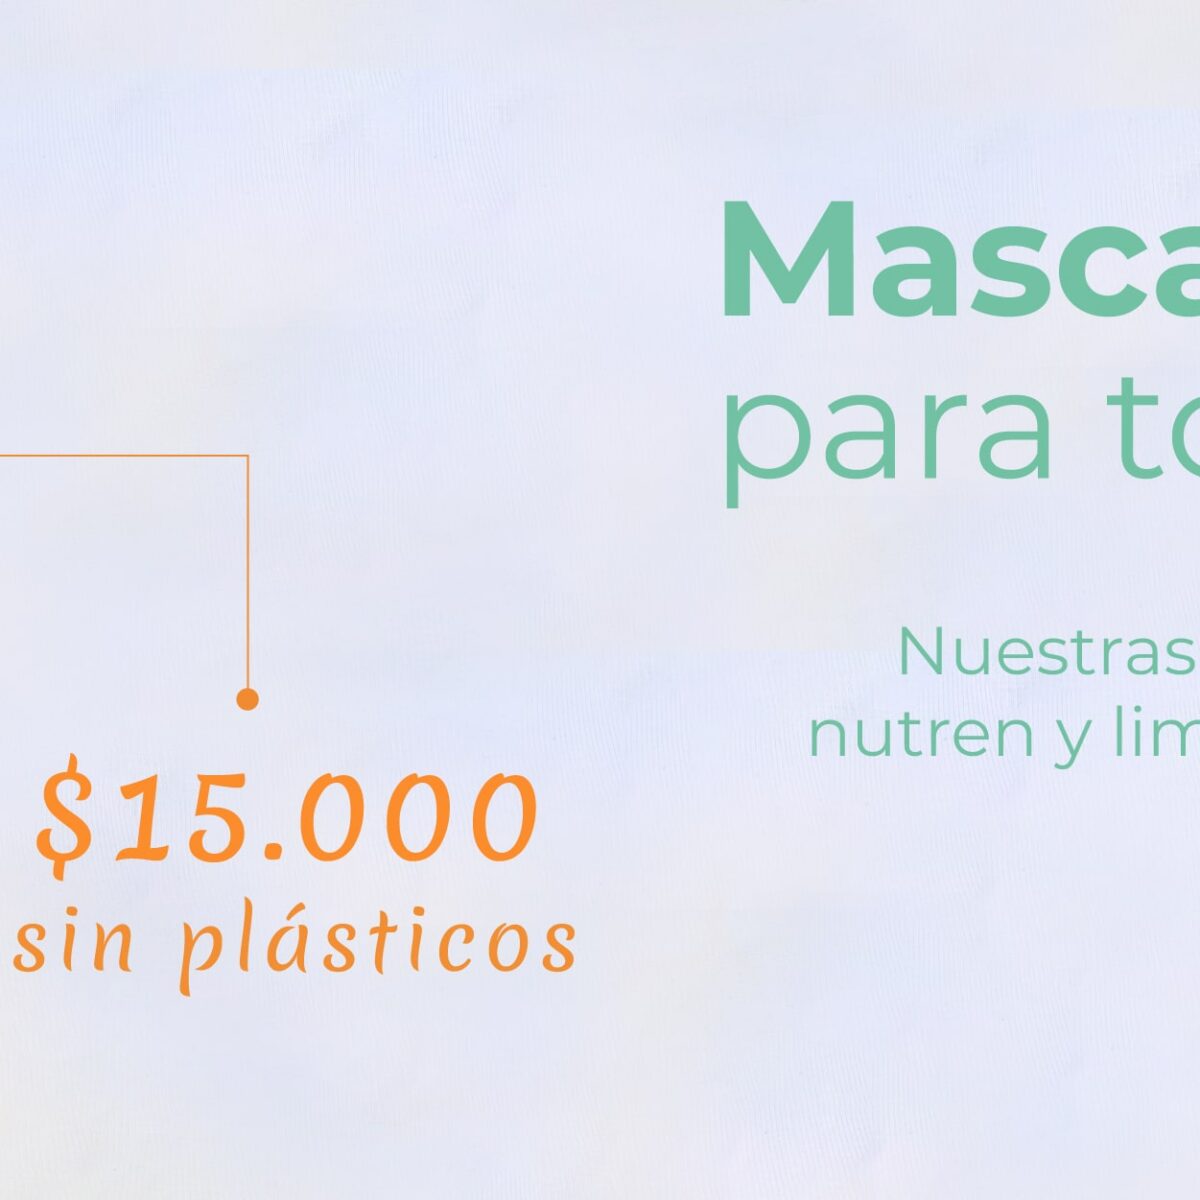 $15.000
sin plásticos
Masca
para to
Nuestras
nutren y lim